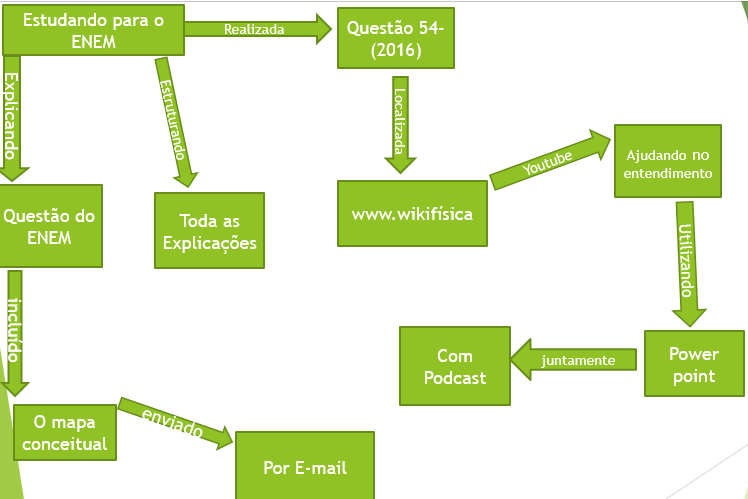 Estudando para o
ENEM
Realizada
Questão 54-
(2016)
Explicando
Estruturando
Localizada
Youtube
Ajudando no
entendimento
Questão do
ENEM
Toda as
Explicações
www.wikifísica
Utilizando
incluído
Com
Podcast
juntamente
Power
point
O mapa
conceitual
enviado
Por E-mail